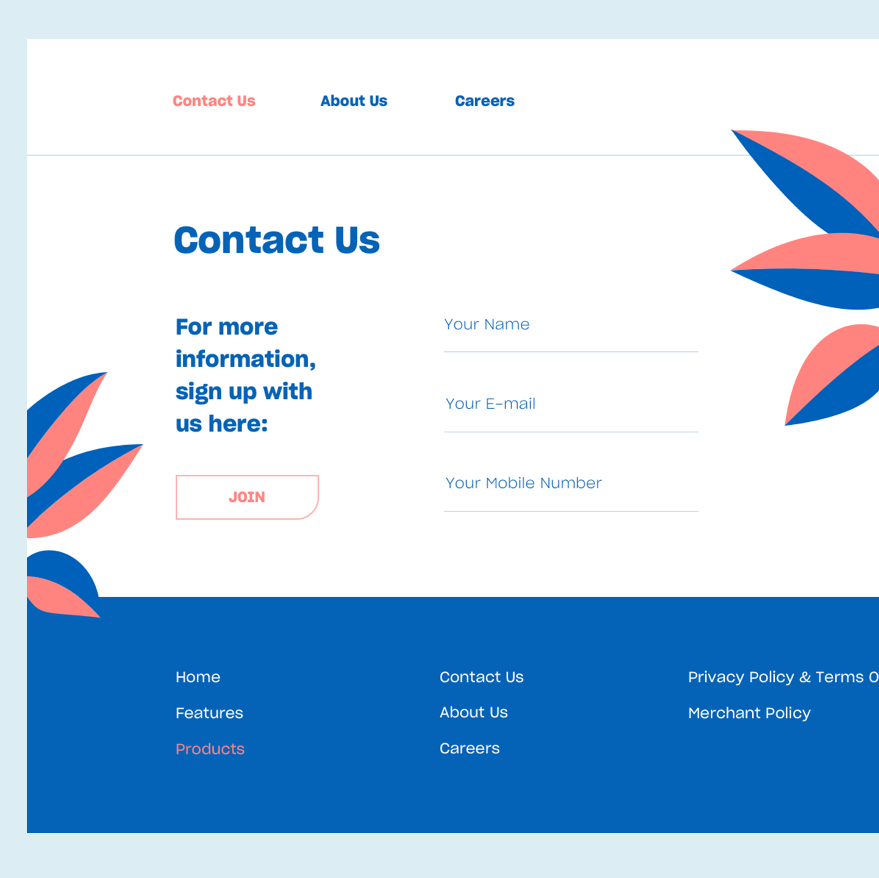 Contact Us About Us Careers
Contact Us
For more
information,
sign up with
us here:
JOIN
Your Name
Your E-mail
Your Mobile Number
Home
Features
Products
Contact Us
About Us
Careers
Privacy Policy & Terms
Merchant Policy